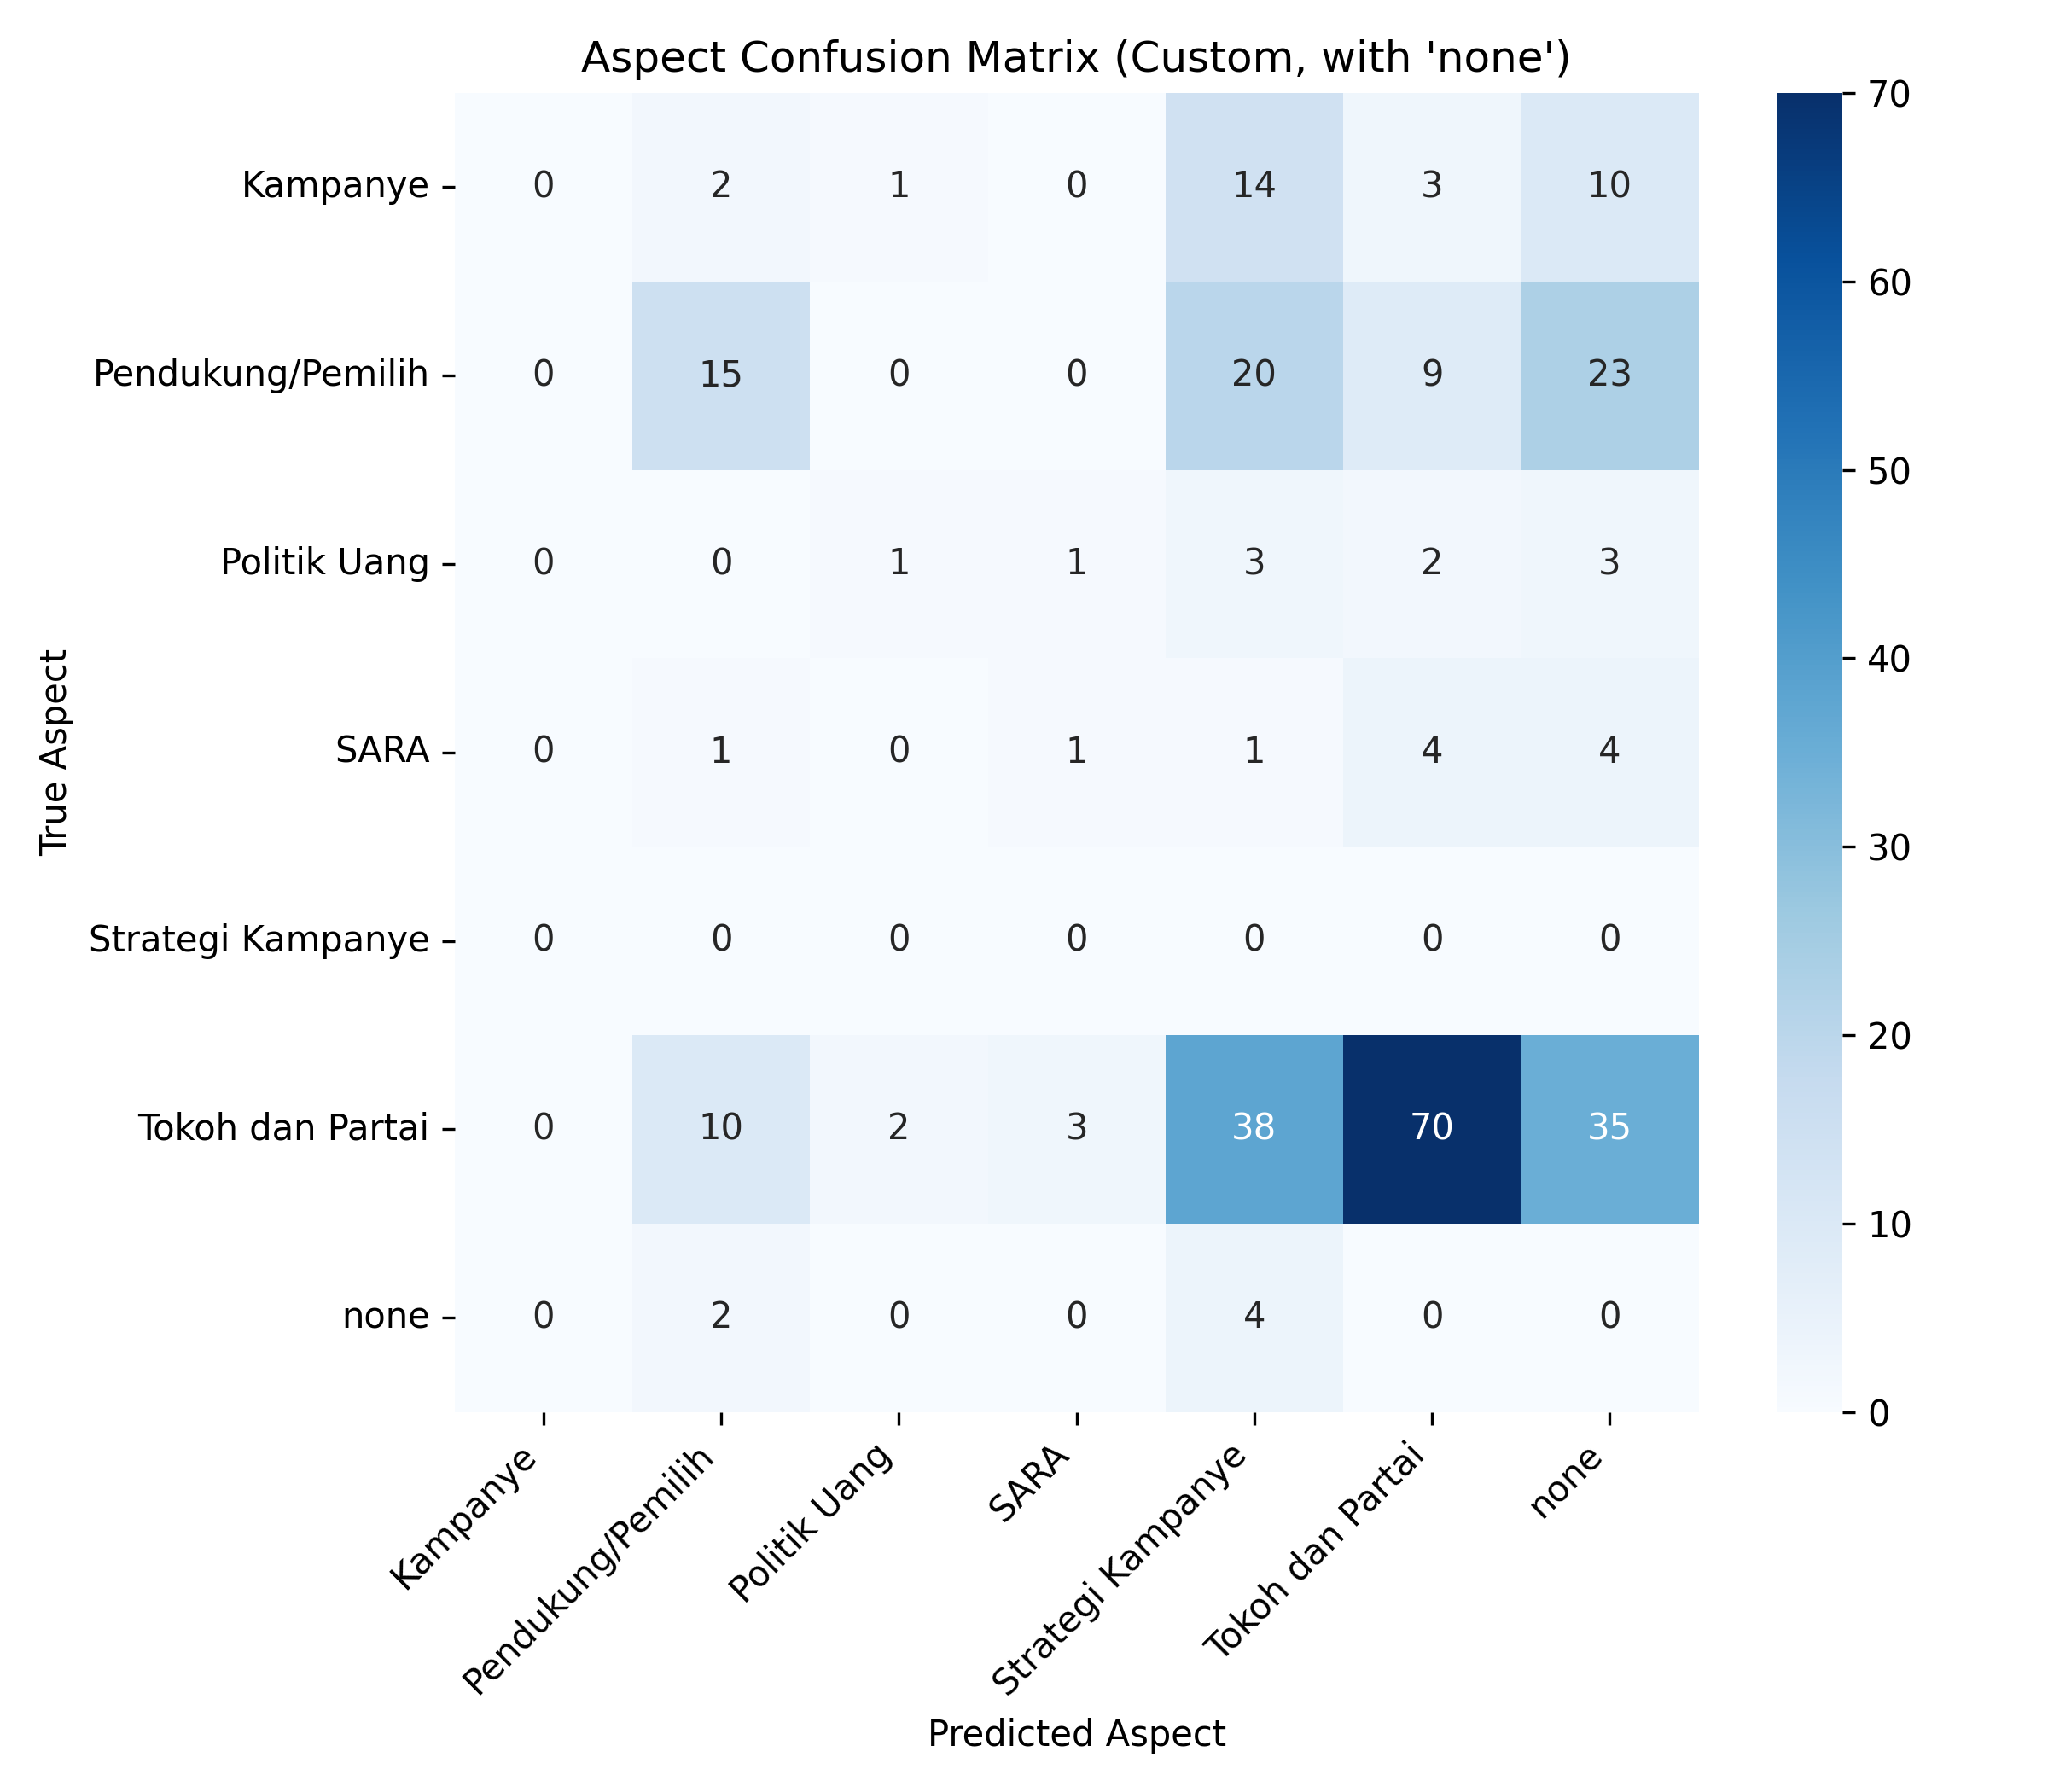 Aspect Confusion Matrix (Custom, with 'none')
True Aspect
Kampanye 0 2 1 0 14 3 10
Pendukung/Pemilih 0 15 0 0 20 9 23
Politik Uang 0 0 1 1 3 2 3
SARA 0 1 0 1 1 4 4
Strategi Kampanye 0 0 0 0 0 0 0
Tokoh dan Partai 0 10 2 3 38 70 35
none 0 2 0 0 4 0 0
Kampanye
Pendukung/Pemilih
Politik Uang
SARA
Strategi Kampanye
Tokoh dan Partai
none
Predicted Aspect
70
60
50
40
30
20
10
0